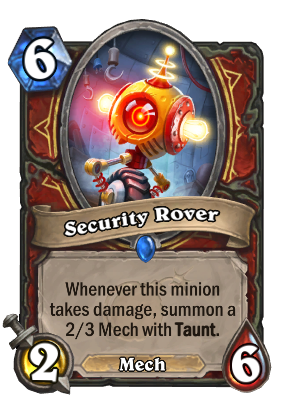 6
Security Rover
Whenever this minion
takes damage, summon a
2/3 Mech with Taunt.
2
Mech
6